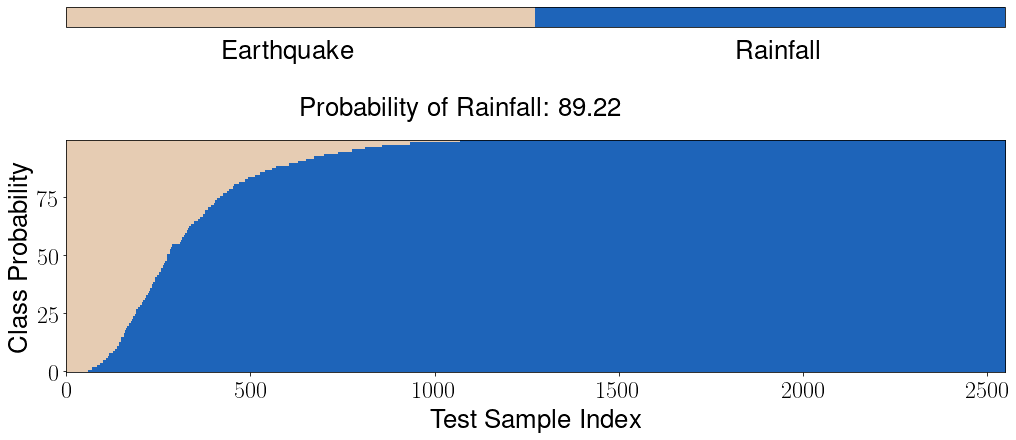 Earthquake Rainfall
Probability of Rainfall: 89.22
Class Probability
75
50
25
0
0 500 1000 1500 2000 2500
Test Sample Index